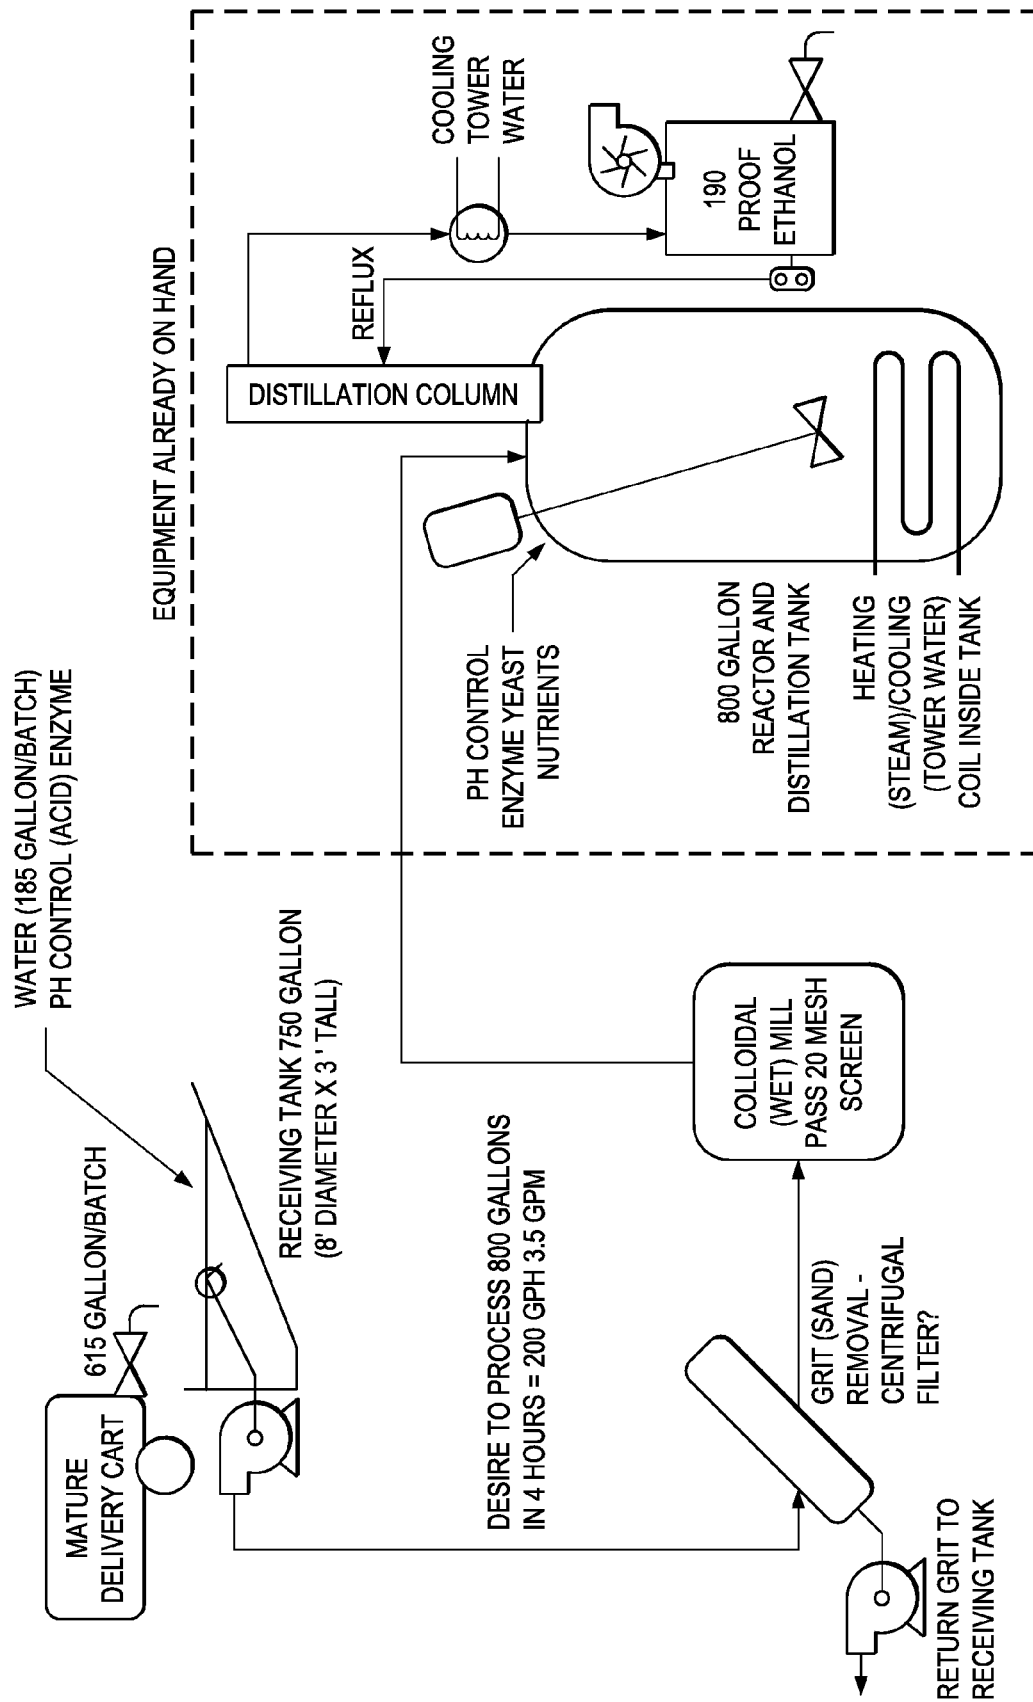 WATER (185 GALLON/BATCH)
PH CONTROL (ACID) ENZYME
615 GALLON/BATCH
MATURE
DELIVERY CART
RECEIVING TANK 750 GALLON
(8' DIAMETER X 3 ' TALL)
DESIRE TO PROCESS 800 GALLONS
IN 4 HOURS = 200 GPH 3.5 GPM
GRIT (SAND)
REMOVAL -
CENTRIFUGAL
FILTER?
RETURN GRIT TO
RECEIVING TANK
COLLOIDAL
(WET) MILL
PASS 20 MESH
SCREEN
EQUIPMENT ALREADY ON HAND
PH CONTROL
ENZYME YEAST
NUTRIENTS
800 GALLON
REACTOR AND
DISTILLATION TANK
HEATING
(STEAM)/COOLING
(TOWER WATER)
COIL INSIDE TANK
DISTILLATION COLUMN
REFLUX
COOLING
TOWER
WATER
190
PROOF
ETHANOL